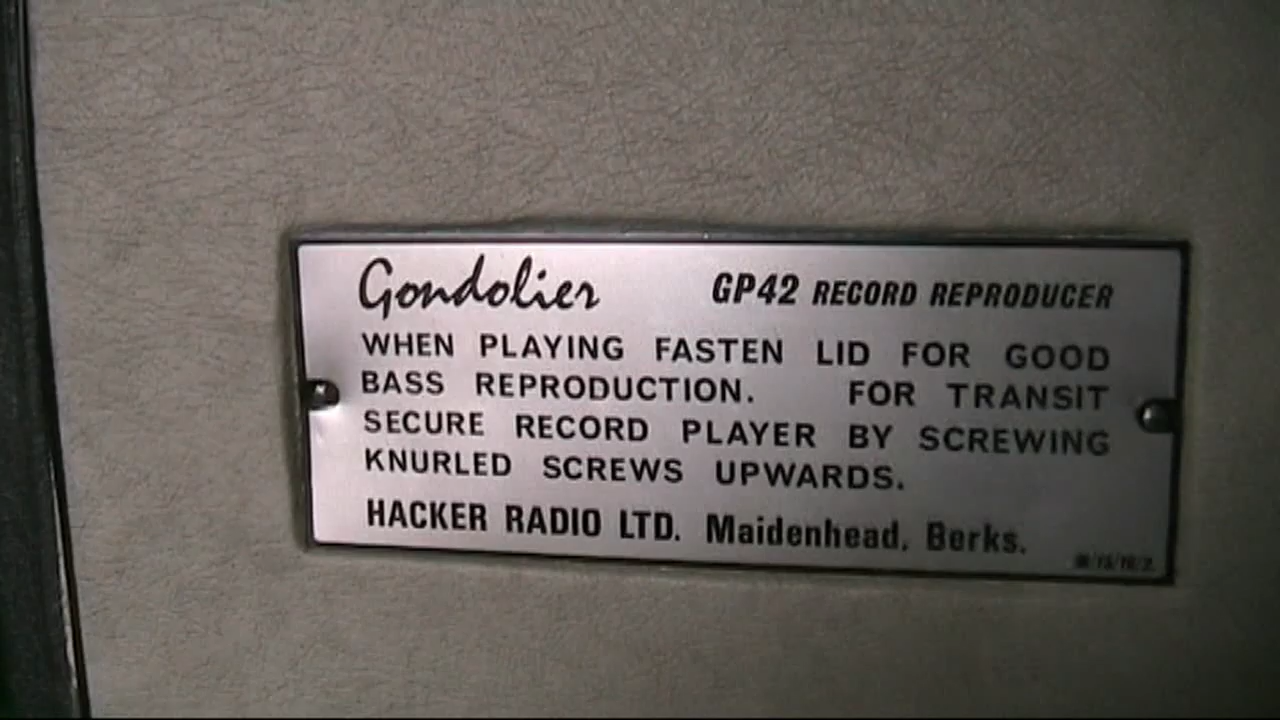 Gondolier GP42 RECORD REPRODUCER
WHEN PLAYING FASTEN LID FOR GOOD
BASS REPRODUCTION. FOR TRANSIT
SECURE RECORD PLAYER BY SCREWING
KNURLED SCREWS UPWARDS.
HACKER RADIO LTD. Maidenhead, Berks.